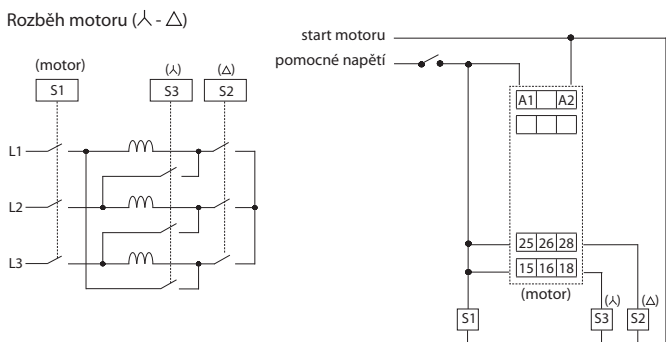 Rozběh motoru (⅄ - △)
(motor) (⅄) (△)
S1 S3 S2
L1
L2
L3
start motoru
pomocné napětí
A1 A2
25 26 28
15 16 18
(motor) (⅄) (△)
S1 S3 S2